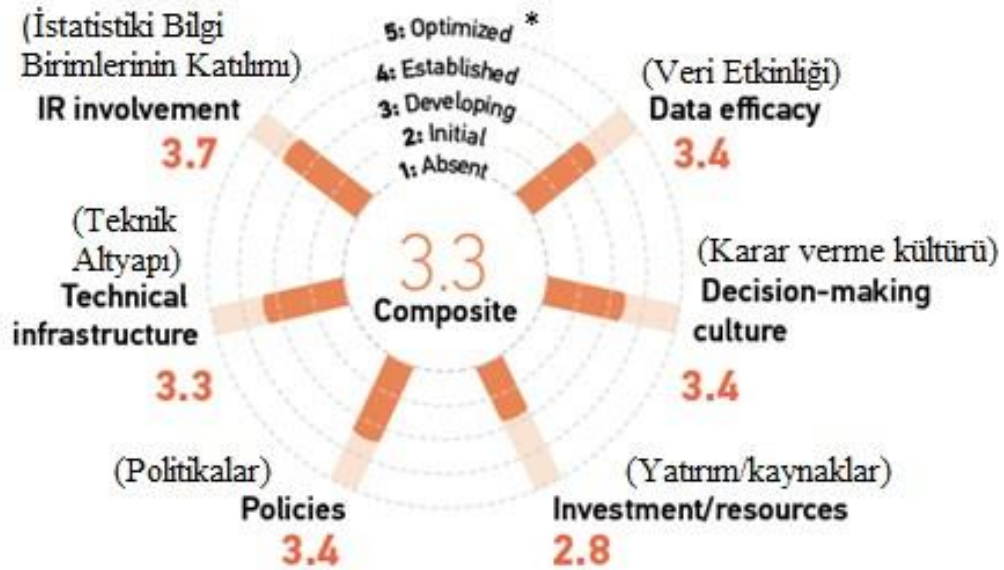 (İstatistiki Bilgi
Birimlerinin Katılımı)
IR involvement
3.7
5: Optimized *
4: Established
3: Developing
2: Initial
1: Absent
(Veri Etkinliği)
Data efficacy
3.4
(Teknik
Altyapı)
Technical
infrastructure
3.3
3.3
Composite
(Karar verme kültürü)
Decision-making
culture
3.4
(Politikalar)
Policies
3.4
(Yatırım/kaynaklar)
Investment/resources
2.8